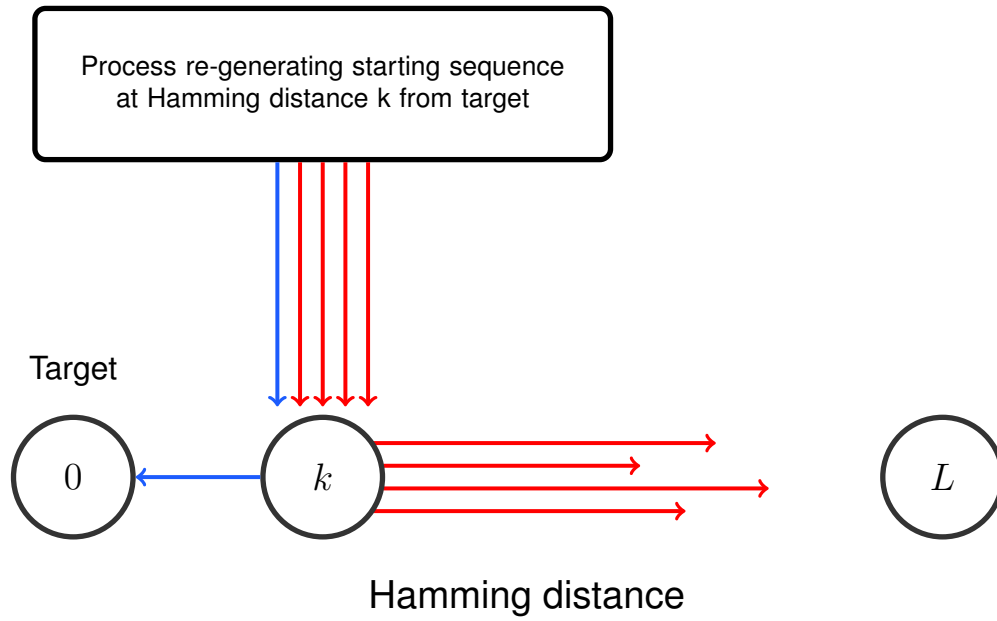 Process re-generating starting sequence
at Hamming distance k from target
Target
0
k
L
Hamming distance